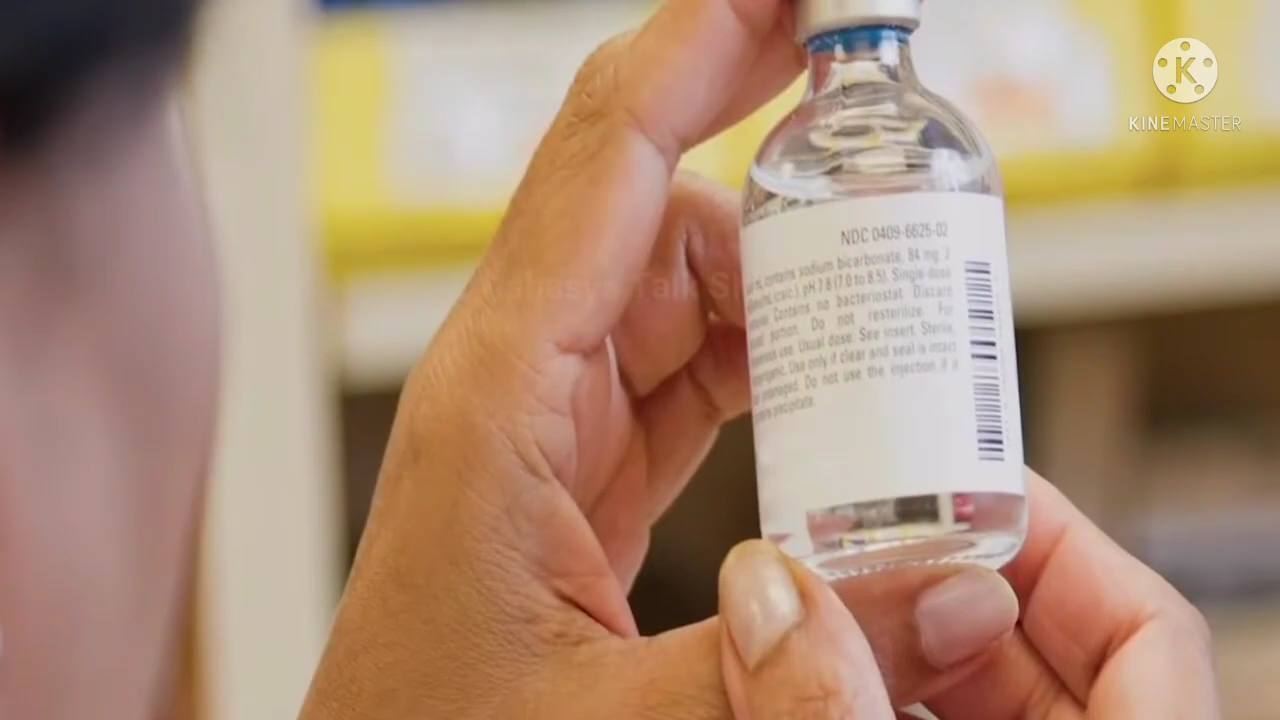 KINEMASTER
NDC 0409-6625-02
contains sodium bicarbonate, 84 mg
(calc.). pH 7.8 (7.0 to 8.5). Single-dose
Contains no bacteriostat. Discard
portion. Do not resterilize. For
use. Usual dose: See insert. Sterile,
Use only if clear and seal is intact
Do not use the injection if it
precipitate.